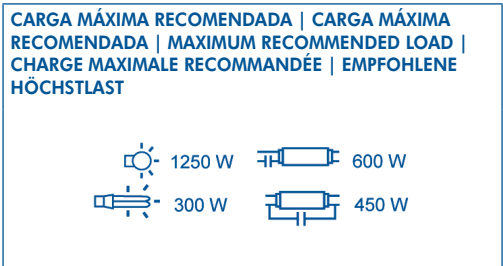 CARGA MÁXIMA RECOMENDADA | CARGA MÁXIMA
RECOMENDADA | MAXIMUM RECOMMENDED LOAD |
CHARGE MAXIMALE RECOMMANDÉE | EMPFOHLENE
HÖCHSTLAST
1250 W 600 W
300 W 450 W